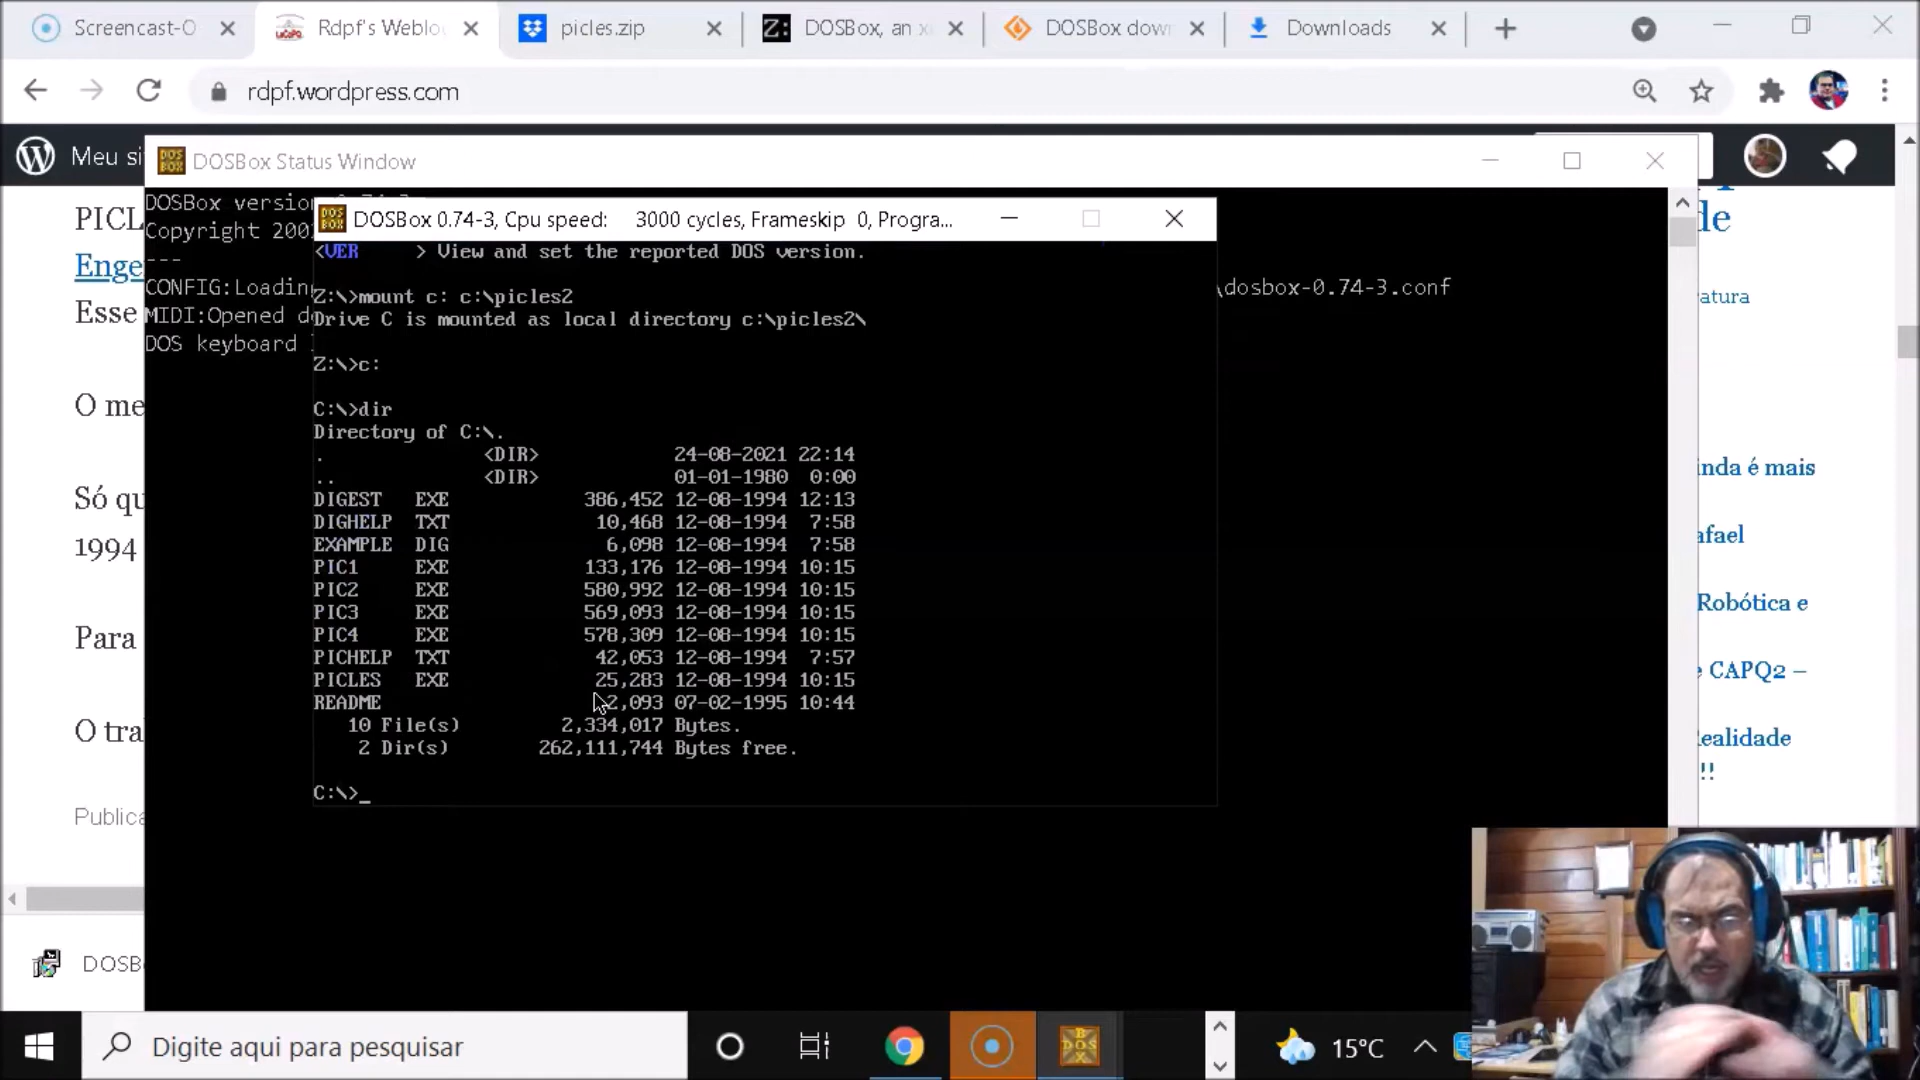 Screencast-O
Rdpf's Weblo
picles.zip
Z:
DOSBox, an x
DOSBox dow
Downloads
rdpf.wordpress.com
Meu si
DOSBox Status Window
DOSBox version
Copyright 200
---
CONFIG:Loadin
\dosbox-0.74-3.conf
MIDI:Opened d
DOS keyboard
PICL
Enge
Esse
O me
Só qu
1994
Para
O tra
Publica
DOSB
DOSBox 0.74-3, Cpu speed: 3000 cycles, Frameskip 0, Progra...
<VER > View and set the reported DOS version.
Z:\>mount c: c:\picles2
Drive C is mounted as local directory c:\picles2\
Z:\>c:
C:\>dir
Directory of C:\.
. <DIR> 24-08-2021 22:14
.. <DIR> 01-01-1980 0:00
DIGEST EXE 386,452 12-08-1994 12:13
DIGHELP TXT 10,468 12-08-1994 7:58
EXAMPLE DIG 6,098 12-08-1994 7:58
PIC1 EXE 133,176 12-08-1994 10:15
PIC2 EXE 580,992 12-08-1994 10:15
PIC3 EXE 569,093 12-08-1994 10:15
PIC4 EXE 578,309 12-08-1994 10:15
PICHELP TXT 42,053 12-08-1994 7:57
PICLES EXE 25,283 12-08-1994 10:15
README 2,093 07-02-1995 10:44
10 File(s) 2,334,017 Bytes.
2 Dir(s) 262,111,744 Bytes free.
C:\>_
de
ratura
inda é mais
afael
Robótica e
e CAPQ2 –
ealidade
!!
Digite aqui para pesquisar
15°C